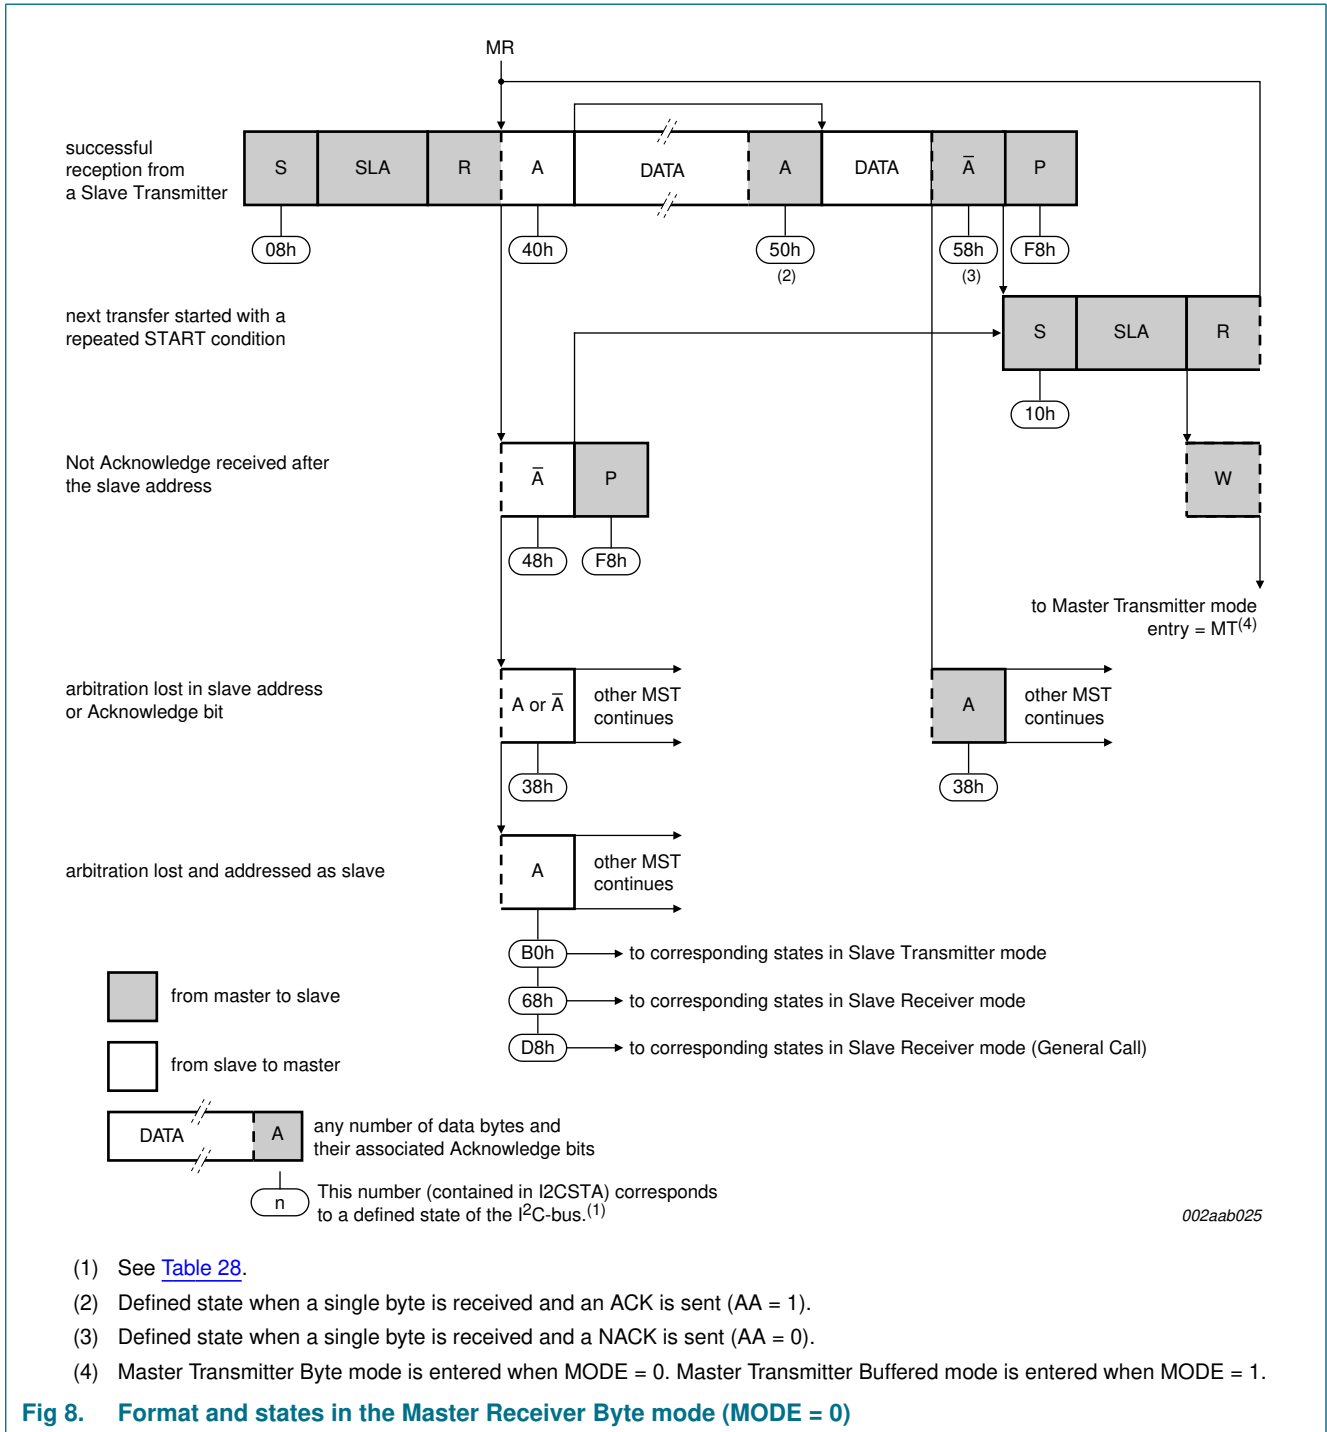 MR
successful
reception from
a Slave Transmitter
S SLA R A DATA A DATA A̅ P
08h 40h 50h 58h F8h
(2) (3)
next transfer started with a
repeated START condition
S SLA R
10h
Not Acknowledge received after
the slave address
A̅ P W
48h F8h
to Master Transmitter mode
entry = MT(4)
arbitration lost in slave address
or Acknowledge bit
A or A̅
other MST
continues
A
other MST
continues
38h 38h
arbitration lost and addressed as slave
A
other MST
continues
B0h to corresponding states in Slave Transmitter mode
from master to slave
68h to corresponding states in Slave Receiver mode
D8h to corresponding states in Slave Receiver mode (General Call)
from slave to master
DATA A
any number of data bytes and
their associated Acknowledge bits
n
This number (contained in I2CSTA) corresponds
to a defined state of the I²C-bus.(1)
002aab025
(1) See Table 28.
(2) Defined state when a single byte is received and an ACK is sent (AA = 1).
(3) Defined state when a single byte is received and a NACK is sent (AA = 0).
(4) Master Transmitter Byte mode is entered when MODE = 0. Master Transmitter Buffered mode is entered when MODE = 1.
Fig 8. Format and states in the Master Receiver Byte mode (MODE = 0)